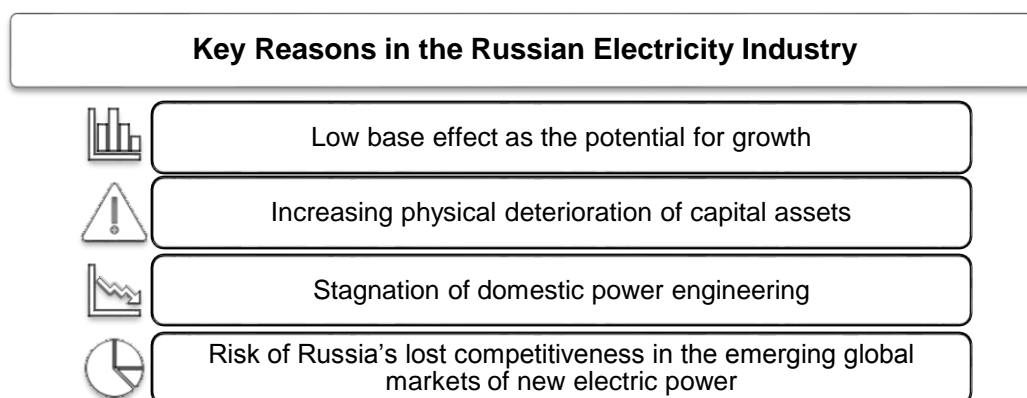 Key Reasons in the Russian Electricity Industry
Low base effect as the potential for growth
Increasing physical deterioration of capital assets
Stagnation of domestic power engineering
Risk of Russia's lost competitiveness in the emerging global
markets of new electric power